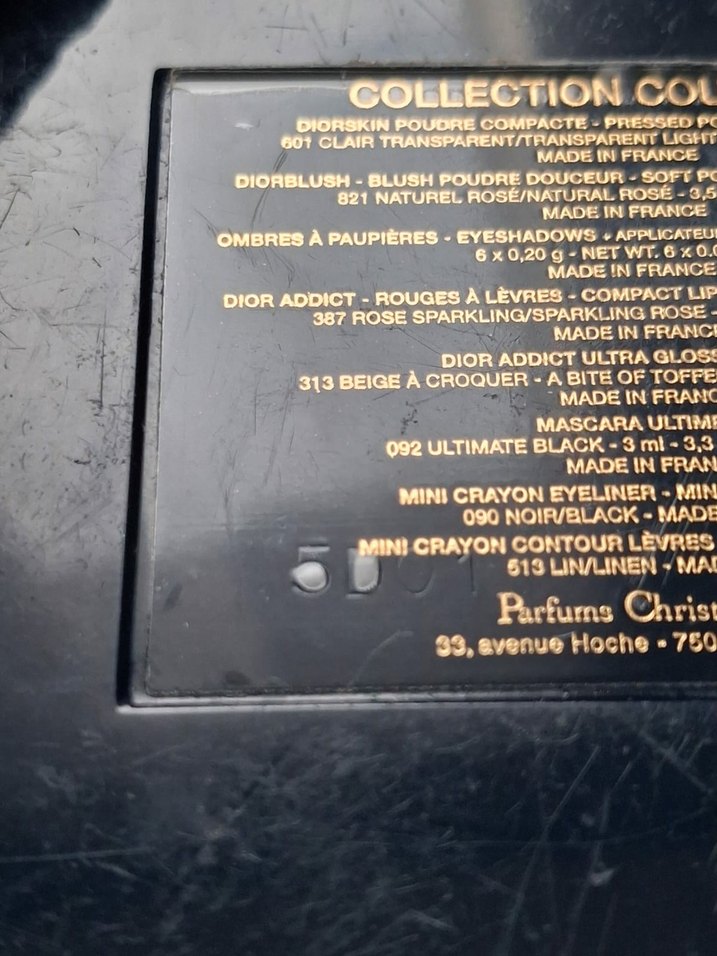 COLLECTION COU
DIORSKIN POUDRE COMPACTE - PRESSED PO
601 CLAIR TRANSPARENT/TRANSPARENT LIGHT
MADE IN FRANCE
DIORBLUSH - BLUSH POUDRE DOUCEUR - SOFT PO
821 NATUREL ROSÉ/NATURAL ROSÉ - 3,5
MADE IN FRANCE
OMBRES À PAUPIÈRES - EYESHADOWS + APPLICATEU
6 x 0,20 g - NET WT. 6 x 0.0
MADE IN FRANCE
DIOR ADDICT - ROUGES À LÈVRES - COMPACT LIP
387 ROSE SPARKLING/SPARKLING ROSE -
MADE IN FRANC
DIOR ADDICT ULTRA GLOSS
313 BEIGE À CROQUER - A BITE OF TOFFE
MADE IN FRANC
MASCARA ULTIME
092 ULTIMATE BLACK - 3 ml - 3,3
MADE IN FRAN
MINI CRAYON EYELINER - MIN
090 NOIR/BLACK - MADE
MINI CRAYON CONTOUR LÈVRES
513 LIN/LINEN - MA
5D01
Parfums Christ
33, avenue Hoche - 750